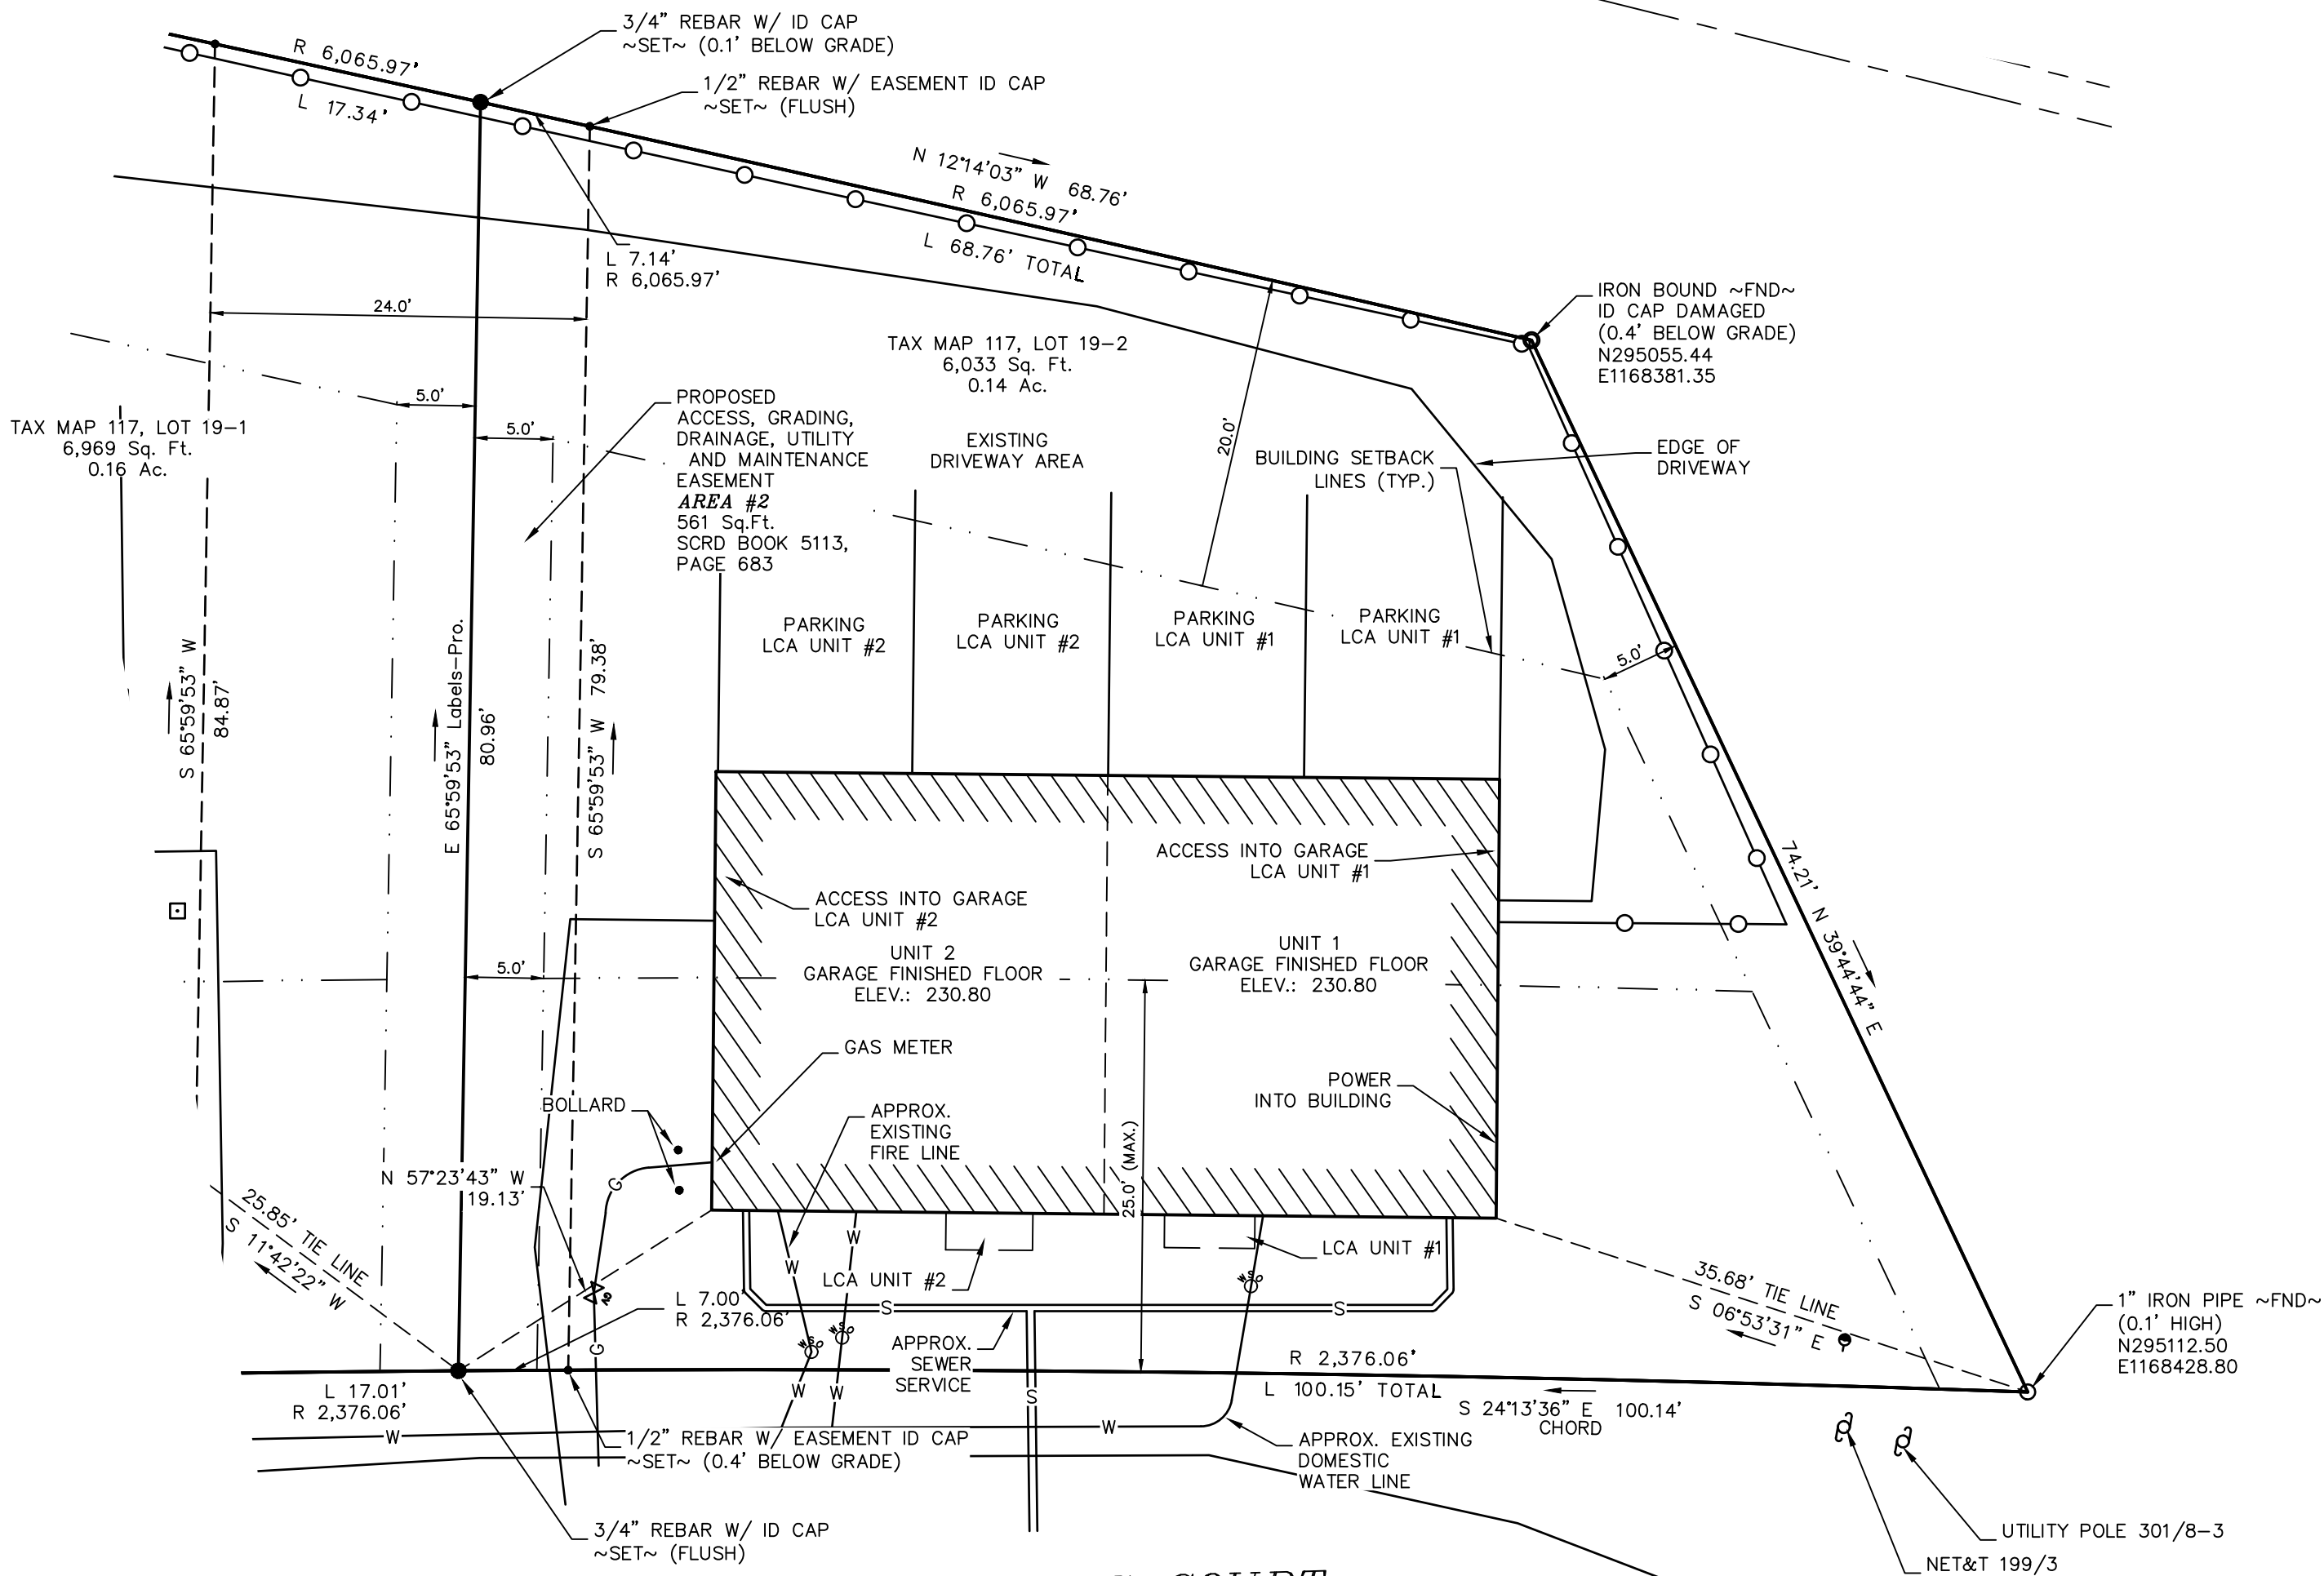 3/4" REBAR W/ ID CAP
~SET~ (0.1' BELOW GRADE)
R 6,065.97'
L 17.34'
1/2" REBAR W/ EASEMENT ID CAP
~SET~ (FLUSH)
N 12°14'03" W 68.76'
R 6,065.97'
L 68.76' TOTAL
L 7.14'
R 6,065.97'
24.0'
IRON BOUND ~FND~
ID CAP DAMAGED
(0.4' BELOW GRADE)
N295055.44
E1168381.35
TAX MAP 117, LOT 19-2
6,033 Sq. Ft.
0.14 Ac.
TAX MAP 117, LOT 19-1
6,969 Sq. Ft.
0.16 Ac.
5.0'
5.0'
PROPOSED
ACCESS, GRADING,
DRAINAGE, UTILITY
AND MAINTENANCE
EASEMENT
AREA #2
561 Sq.Ft.
SCRD BOOK 5113,
PAGE 683
EXISTING
DRIVEWAY AREA
20.0'
BUILDING SETBACK
LINES (TYP.)
EDGE OF
DRIVEWAY
PARKING
LCA UNIT #2
PARKING
LCA UNIT #2
PARKING
LCA UNIT #1
PARKING
LCA UNIT #1
5.0'
S 65°59'53" W
84.87'
E 65°59'53" Labels-Pro.
80.96'
S 65°59'53" W 79.38'
74.21' N 39°44'44" E
ACCESS INTO GARAGE
LCA UNIT #1
ACCESS INTO GARAGE
LCA UNIT #2
UNIT 2
GARAGE FINISHED FLOOR
ELEV.: 230.80
UNIT 1
GARAGE FINISHED FLOOR
ELEV.: 230.80
5.0'
GAS METER
POWER
INTO BUILDING
BOLLARD
APPROX.
EXISTING
FIRE LINE
25.0' (MAX.)
N 57°23'43" W
19.13'
G
25.85' TIE LINE
S 11°42'22" W
W
W
LCA UNIT #2
LCA UNIT #1
S
S
WSO
35.68' TIE LINE
S 06°53'31" E
1" IRON PIPE ~FND~
(0.1' HIGH)
N295112.50
E1168428.80
L 7.00'
R 2,376.06'
G
WSO
WSO
APPROX.
SEWER
SERVICE
R 2,376.06'
L 100.15' TOTAL
S 24°13'36" E 100.14'
CHORD
L 17.01'
R 2,376.06'
W
W
S
W
W
1/2" REBAR W/ EASEMENT ID CAP
~SET~ (0.4' BELOW GRADE)
APPROX. EXISTING
DOMESTIC
WATER LINE
3/4" REBAR W/ ID CAP
~SET~ (FLUSH)
UTILITY POLE 301/8-3
NET&T 199/3
COURT